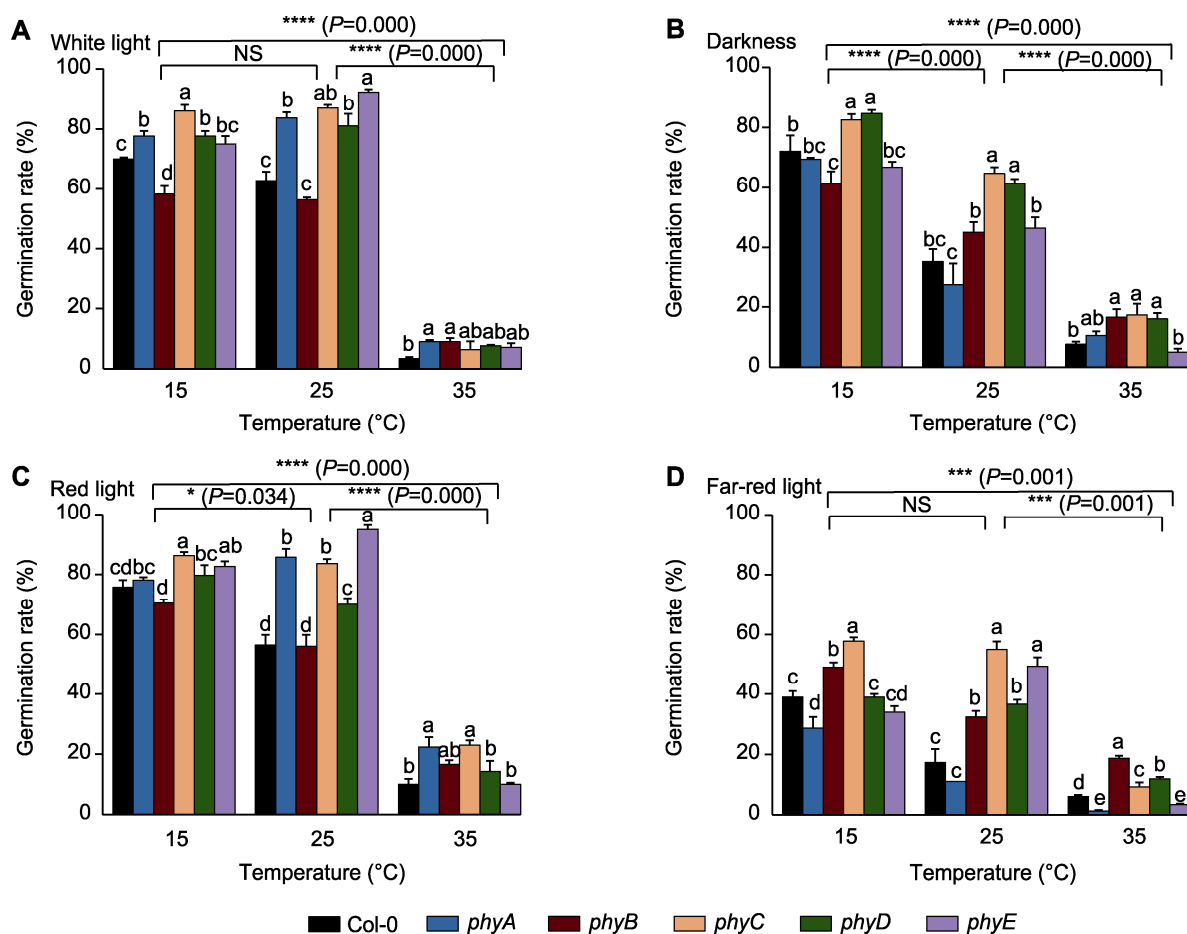 A
White light
**** (P=0.000)
NS
**** (P=0.000)
Germination rate (%)
100
80
60
40
20
0
c b d a b bc
c b c ab b a
b a a ab ab ab
15 25 35
Temperature (°C)
B
Darkness
**** (P=0.000)
**** (P=0.000)
**** (P=0.000)
Germination rate (%)
100
80
60
40
20
0
b bc c a a bc
bc c b a a b
b ab a a a b
15 25 35
Temperature (°C)
C
Red light
**** (P=0.000)
* (P=0.034)
**** (P=0.000)
Germination rate (%)
100
80
60
40
20
0
cd bc d a bc ab
d b d b c a
b a ab a b b
15 25 35
Temperature (°C)
D
Far-red light
*** (P=0.001)
NS
*** (P=0.001)
Germination rate (%)
100
80
60
40
20
0
c d b a c cd
c c b a b a
d e a c b e
15 25 35
Temperature (°C)
Col-0 phyA phyB phyC phyD phyE